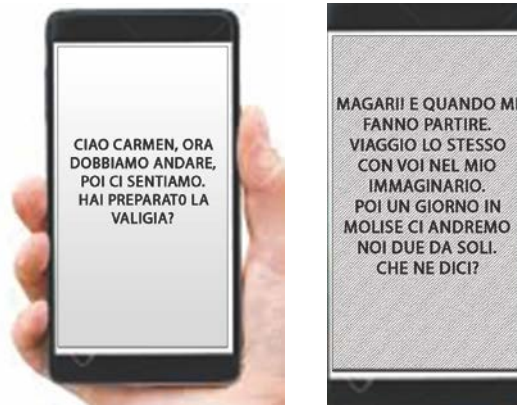 CIAO CARMEN, ORA
DOBBIAMO ANDARE,
POI CI SENTIAMO.
HAI PREPARAT0 LA
VALIGIA?
MAGARI! E QUANDO MI
FANNO PARTIRE.
VIAGGIO LO STESSO
CON VOI NEL MIO
IMMAGINARIO.
POI UN GIORNO IN
MOLISE CI ANDREMO
NOI DUE DA SOLI.
CHE NE DICI?